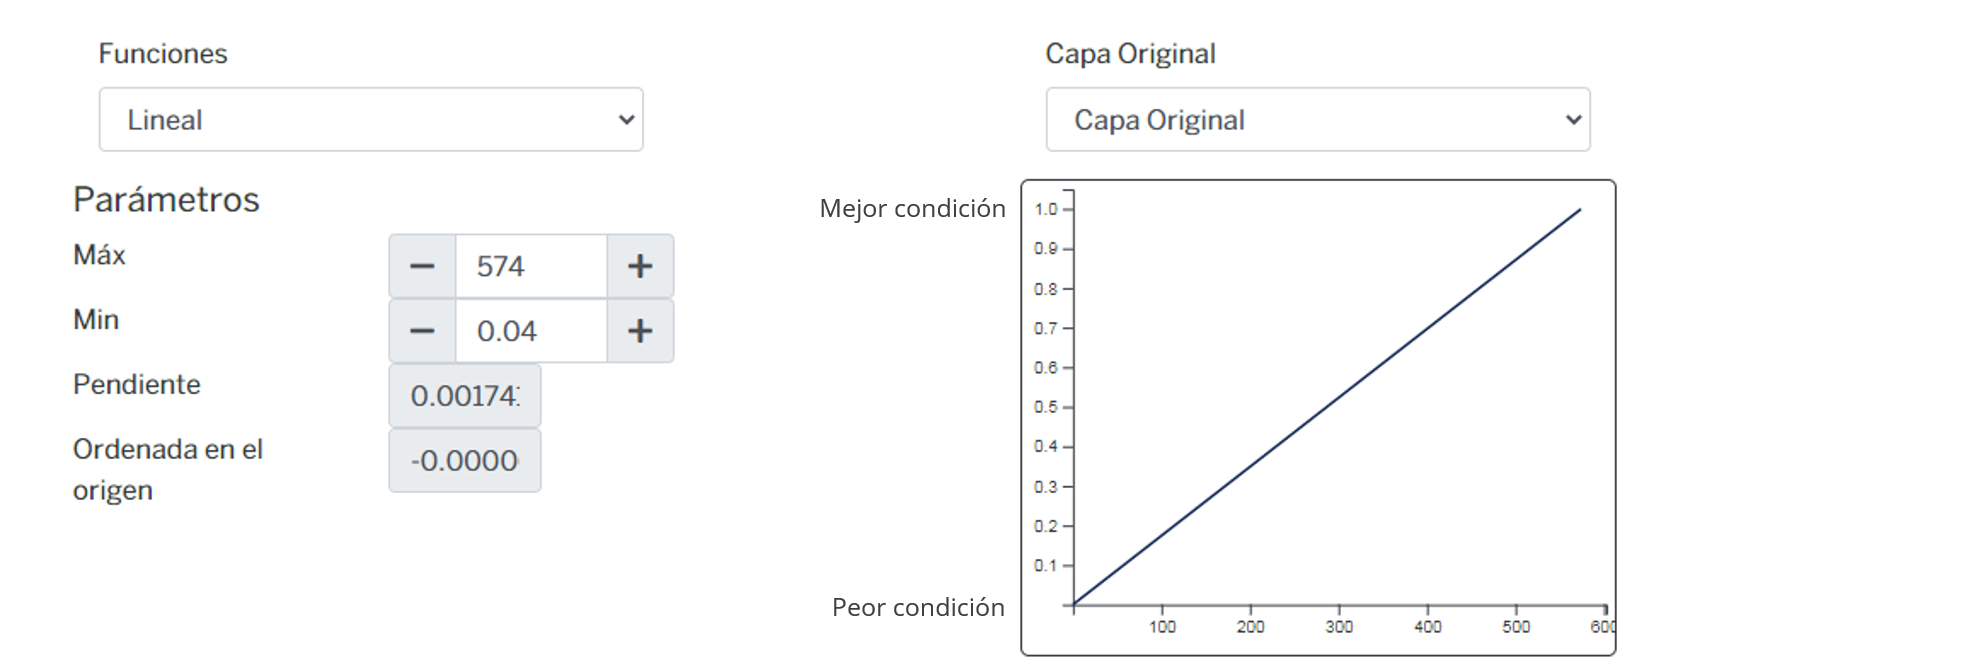 Funciones
Lineal
Parámetros
Máx
574
Min
0.04
Pendiente
0.00174
Ordenada en el
origen
-0.0000
Capa Original
Capa Original
Mejor condición
Peor condición
1.0
0.9
0.8
0.7
0.6
0.5
0.4
0.3
0.2
0.1
100 200 300 400 500 600